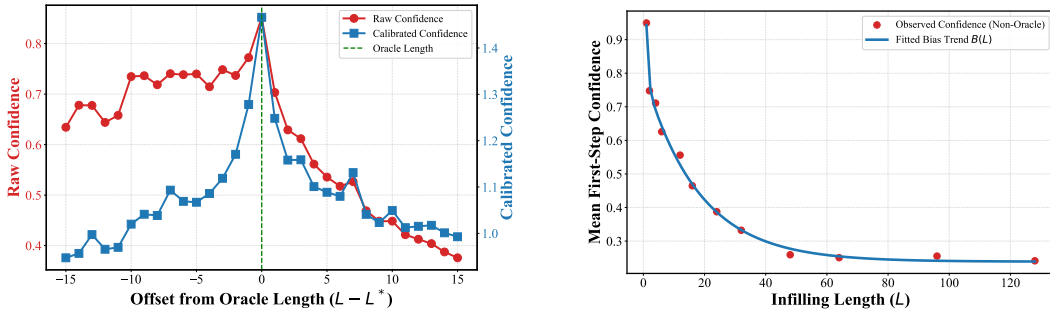 Raw Confidence
Calibrated Confidence
Oracle Length
0.8
0.7
0.6
0.5
0.4
Raw Confidence
1.4
1.3
1.2
1.1
1.0
Calibrated Confidence
−15 −10 −5 0 5 10 15
Offset from Oracle Length (L − L*)
Observed Confidence (Non-Oracle)
Fitted Bias Trend B(L)
0.9
0.8
0.7
0.6
0.5
0.4
0.3
Mean First-Step Confidence
0 20 40 60 80 100 120
Infilling Length (L)